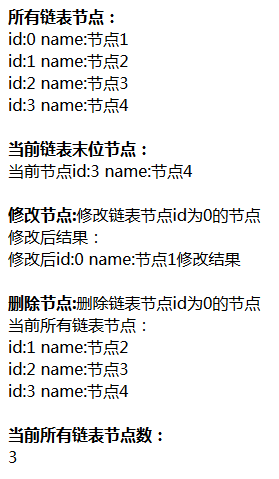 所有链表节点：
id:0 name:节点1
id:1 name:节点2
id:2 name:节点3
id:3 name:节点4
当前链表末位节点：
当前节点id:3 name:节点4
修改节点:修改链表节点id为0的节点
修改后结果：
修改后id:0 name:节点1修改结果
删除节点:删除链表节点id为0的节点
当前所有链表节点：
id:1 name:节点2
id:2 name:节点3
id:3 name:节点4
当前所有链表节点数：
3